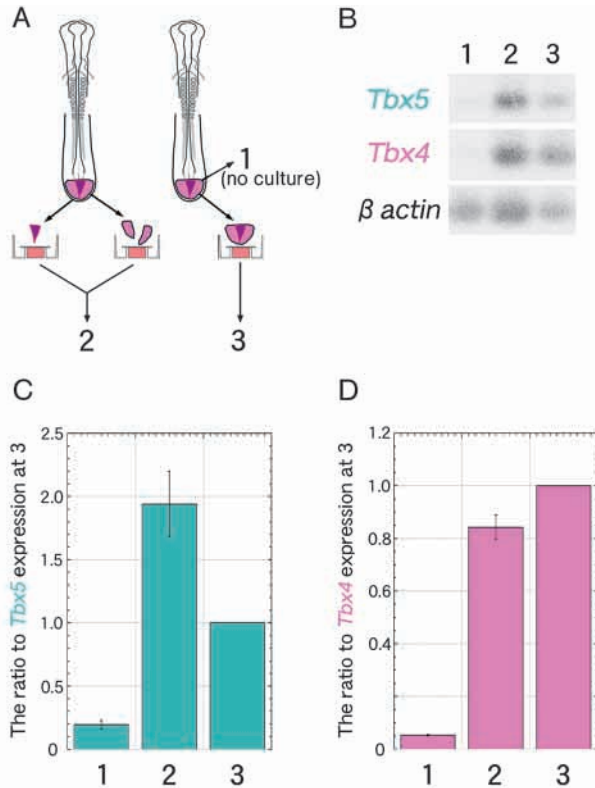 A
1
(no culture)
2
3
B
1 2 3
Tbx5
Tbx4
β actin
C
The ratio to Tbx5 expression at 3
2.5
2.0
1.5
1.0
0.5
0
1 2 3
D
The ratio to Tbx4 expression at 3
1.2
1.0
0.8
0.6
0.4
0.2
0
1 2 3